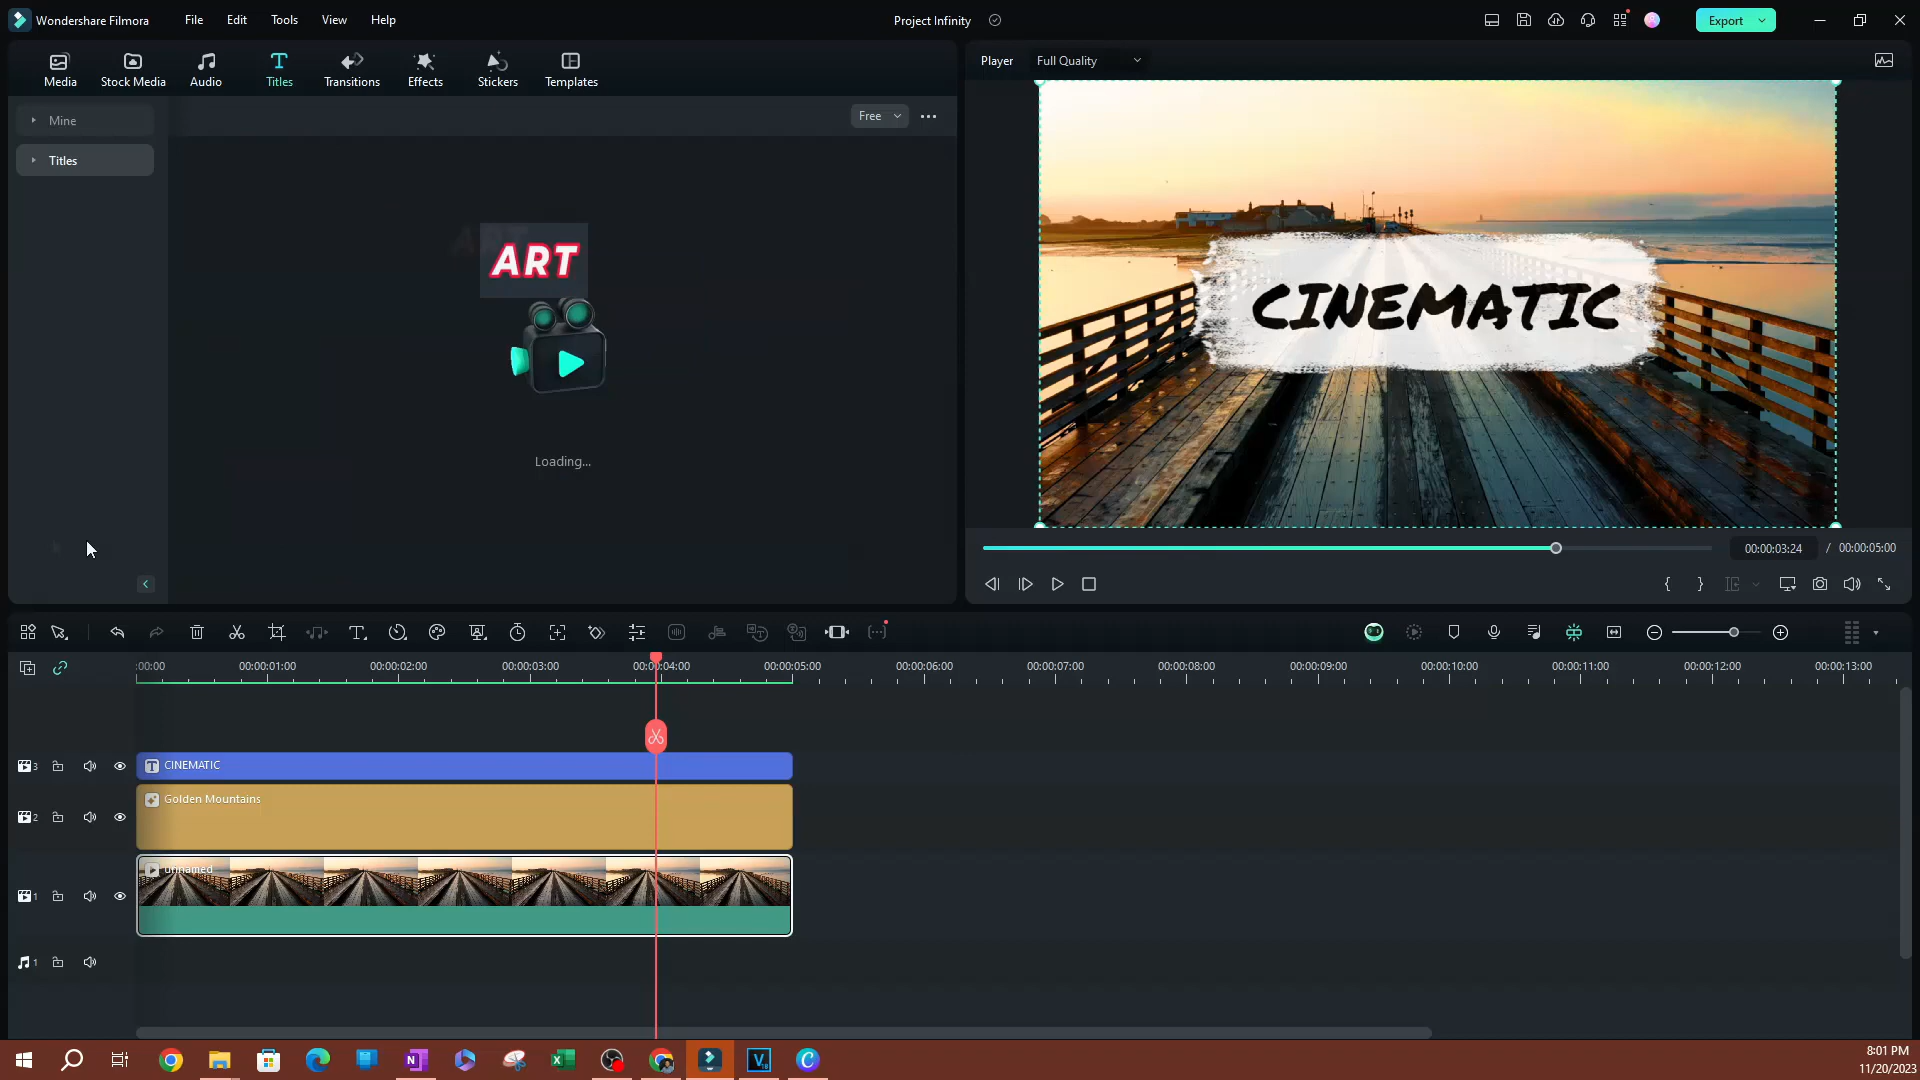 Wondershare Filmora
File
Edit
Tools
View
Help
Project Infinity
Export
Media
Stock Media
Audio
Titles
Transitions
Effects
Stickers
Templates
Player
Full Quality
Mine
Free
Titles
ART
CINEMATIC
Loading...
00:00:03:24
/
00:00:05:00
:00:00
00:00:01:00
00:00:02:00
00:00:03:00
00:00:04:00
00:00:05:00
00:00:06:00
00:00:07:00
00:00:08:00
00:00:09:00
00:00:10:00
00:00:11:00
00:00:12:00
00:00:13:00
3
CINEMATIC
Golden Mountains
2
unnamed
1
1
8:01 PM
11/20/2023